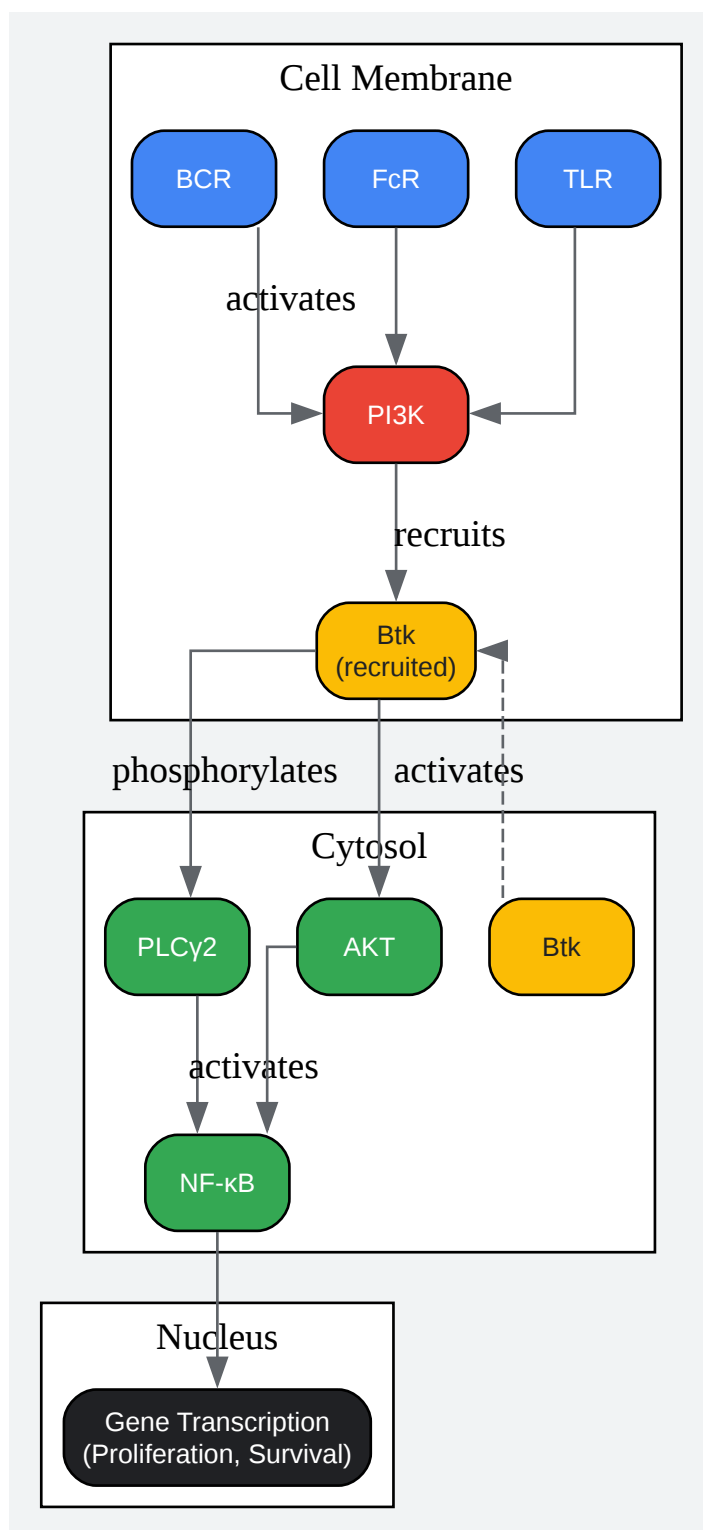 Cell Membrane
BCR
FcR
TLR
activates
PI3K
recruits
Btk
(recruited)
phosphorylates
activates
Cytosol
PLCγ2
AKT
Btk
activates
NF-κB
Nucleus
Gene Transcription
(Proliferation, Survival)